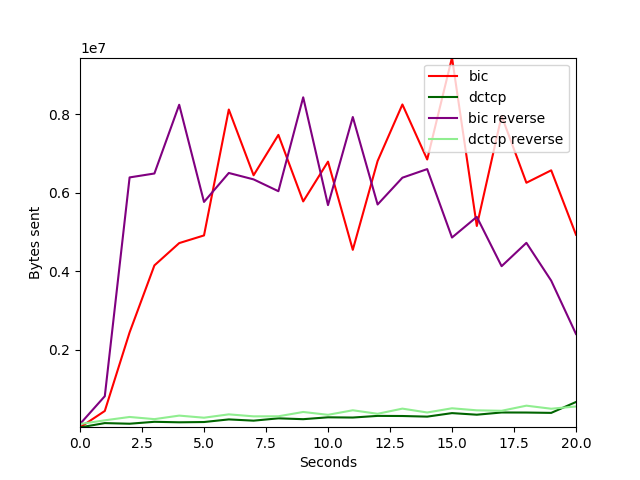 1e7
bic
dctcp
bic reverse
dctcp reverse
0.8
0.6
0.4
0.2
Bytes sent
0.0 2.5 5.0 7.5 10.0 12.5 15.0 17.5 20.0
Seconds